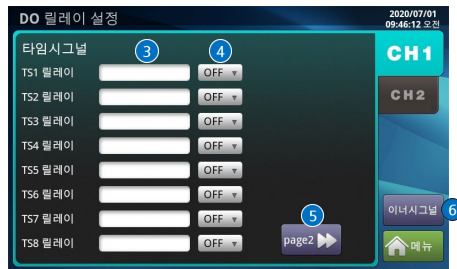 DO 릴레이 설정
2020/07/01
09:46:12 오전
타임시그널
3
4
CH1
TS1 릴레이
OFF
TS2 릴레이
OFF
CH2
TS3 릴레이
OFF
TS4 릴레이
OFF
TS5 릴레이
OFF
TS6 릴레이
OFF
5
이너시그널
6
TS7 릴레이
OFF
TS8 릴레이
OFF
page2
메뉴